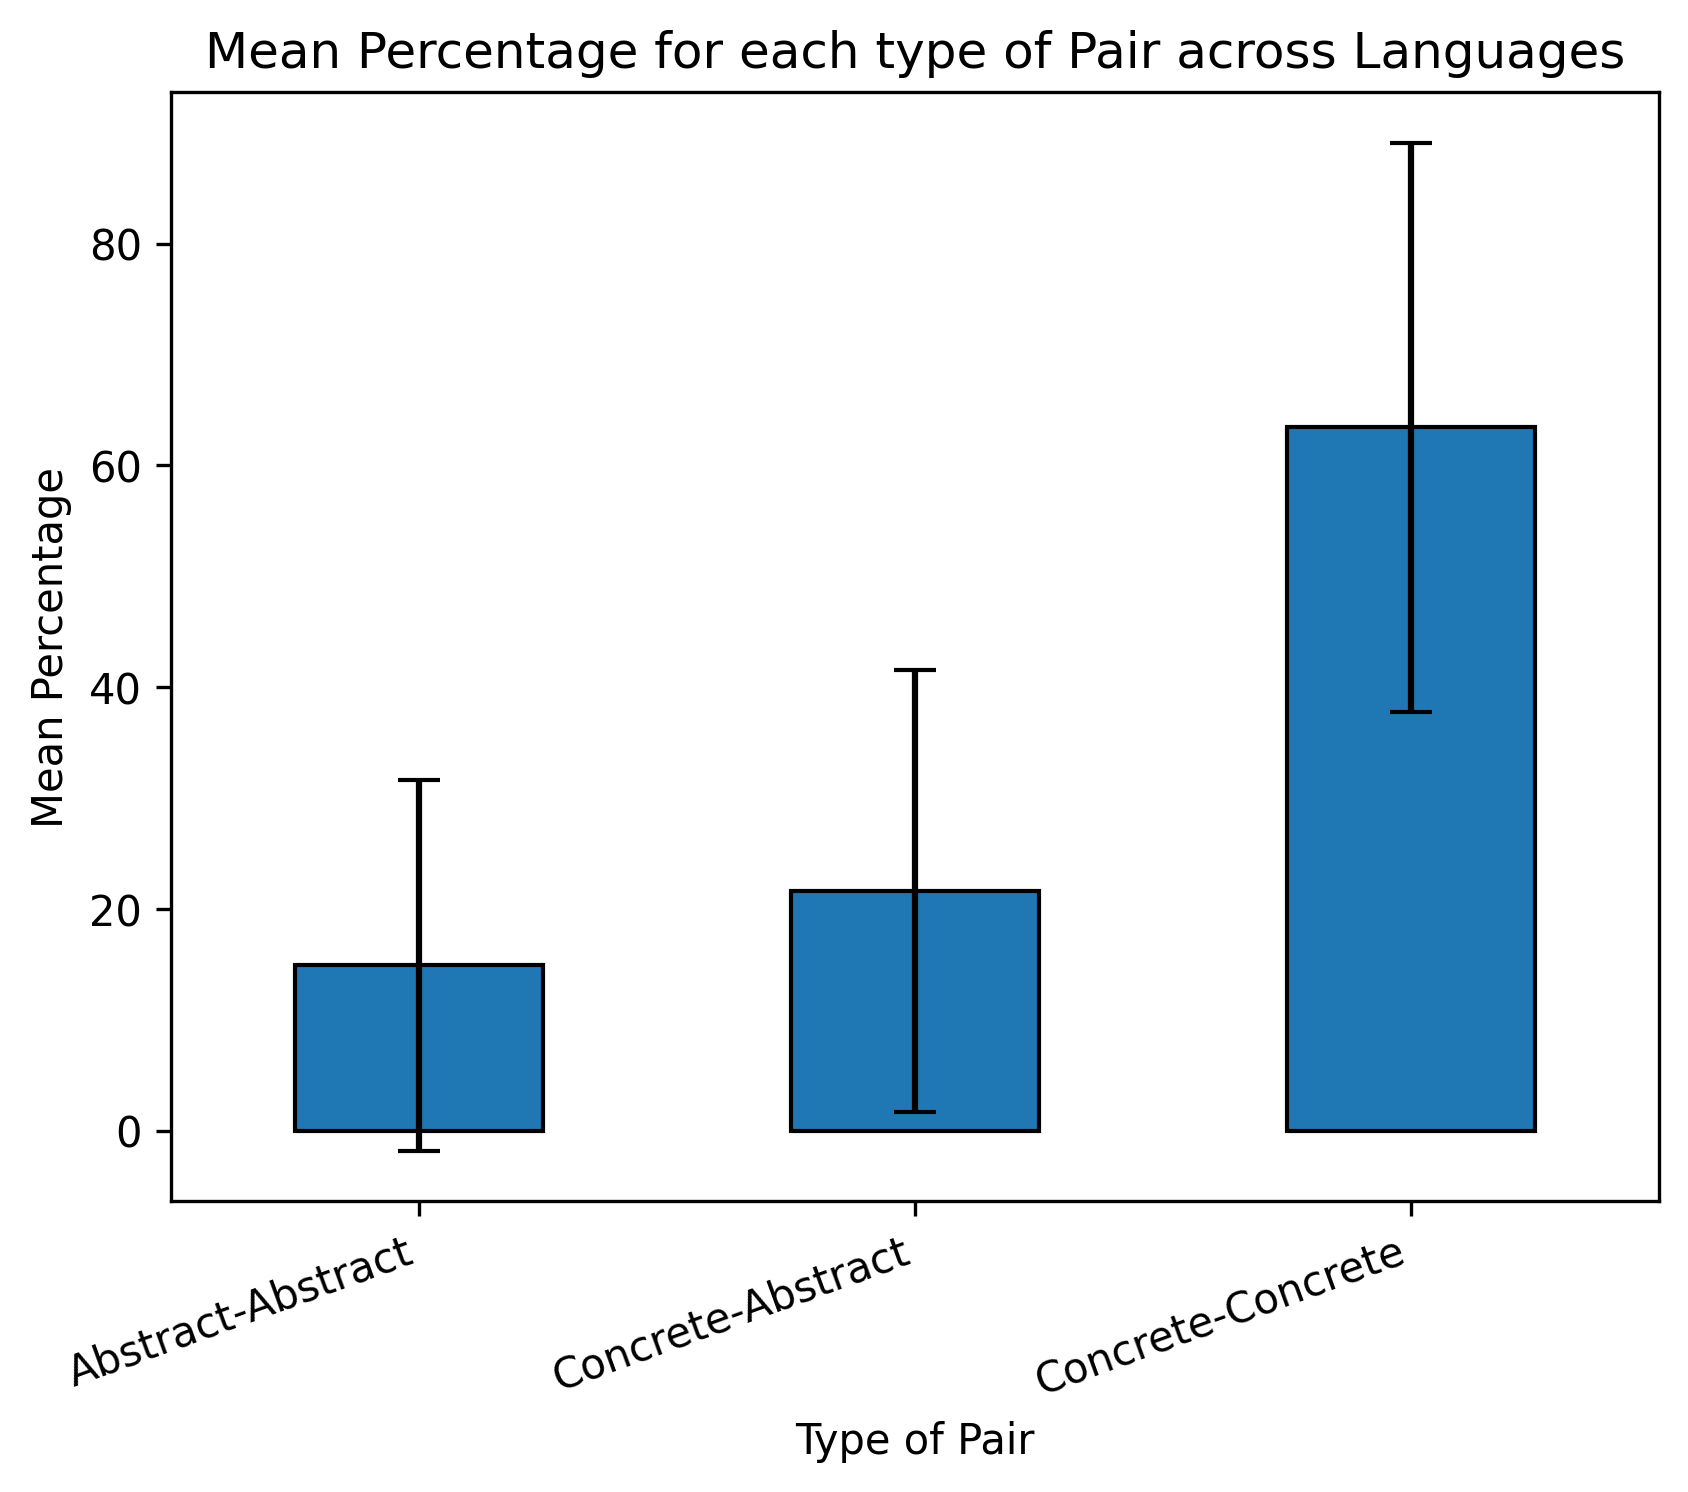 Mean Percentage for each type of Pair across Languages
Mean Percentage
80
60
40
20
0
Abstract-Abstract
Concrete-Abstract
Concrete-Concrete
Type of Pair